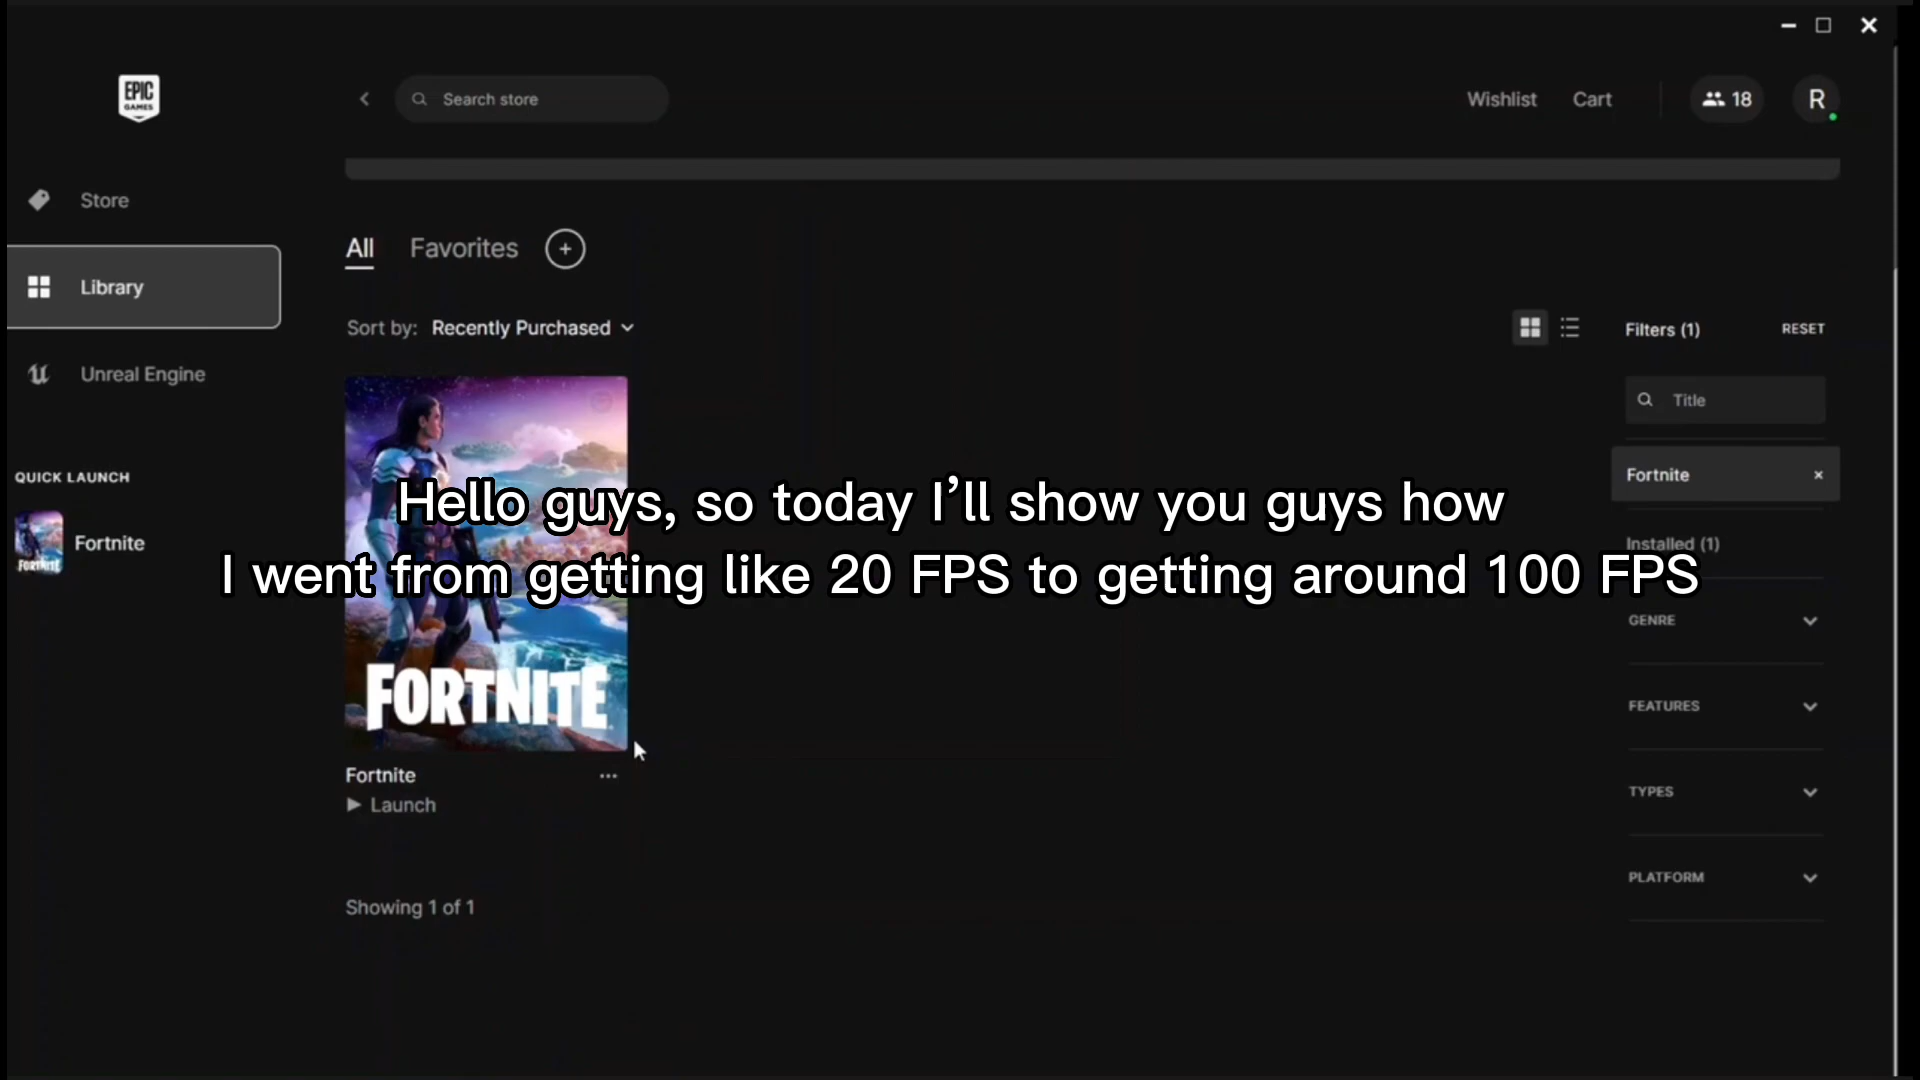 EPIC
GAMES
Search store
Wishlist
Cart
18
R
Store
Library
Unreal Engine
QUICK LAUNCH
FORTNITE
Fortnite
All
Favorites
Sort by: Recently Purchased
FORTNITE
Fortnite
Launch
Showing 1 of 1
Filters (1)
RESET
Title
Fortnite
Installed (1)
GENRE
FEATURES
TYPES
PLATFORM
Hello guys, so today I’ll show you guys how
I went from getting like 20 FPS to getting around 100 FPS